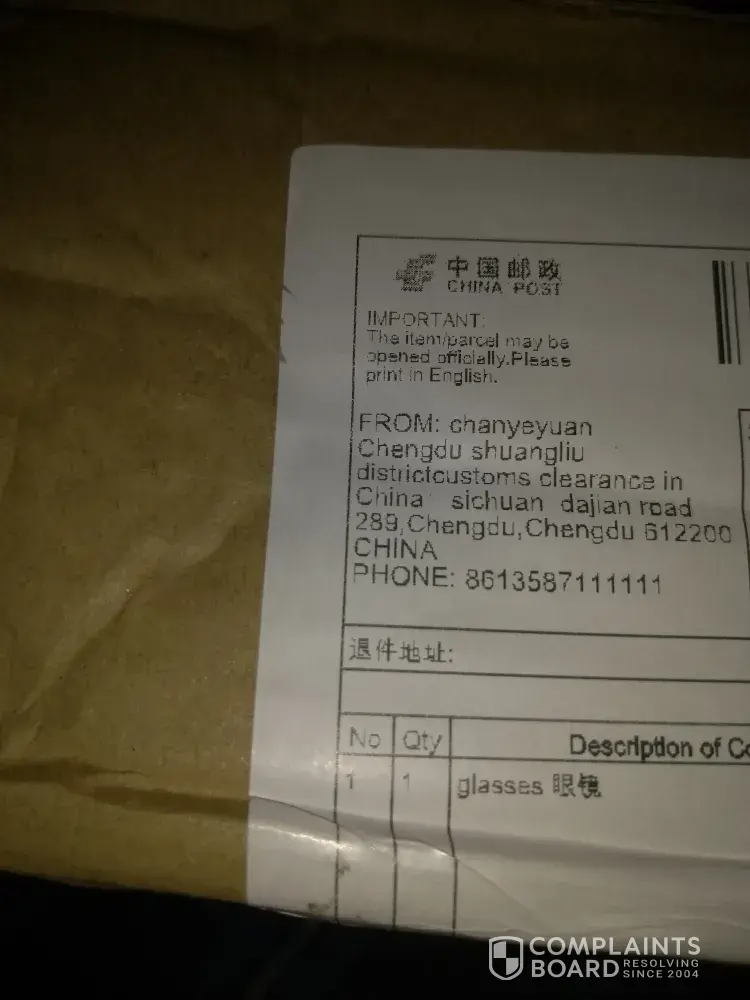 中国邮政
CHINA POST
IMPORTANT:
The item/parcel may be
opened officially.Please
print in English.
FROM: chanyeyuan
Chengdu shuangliu
districtcustoms clearance in
China sichuan dajian road
289,Chengdu,Chengdu 612200
CHINA
PHONE: 8613587111111
退件地址:
No Qty Description of Co
1 1 glasses 眼镜
COMPLAINTS
BOARD RESOLVING
SINCE 2004